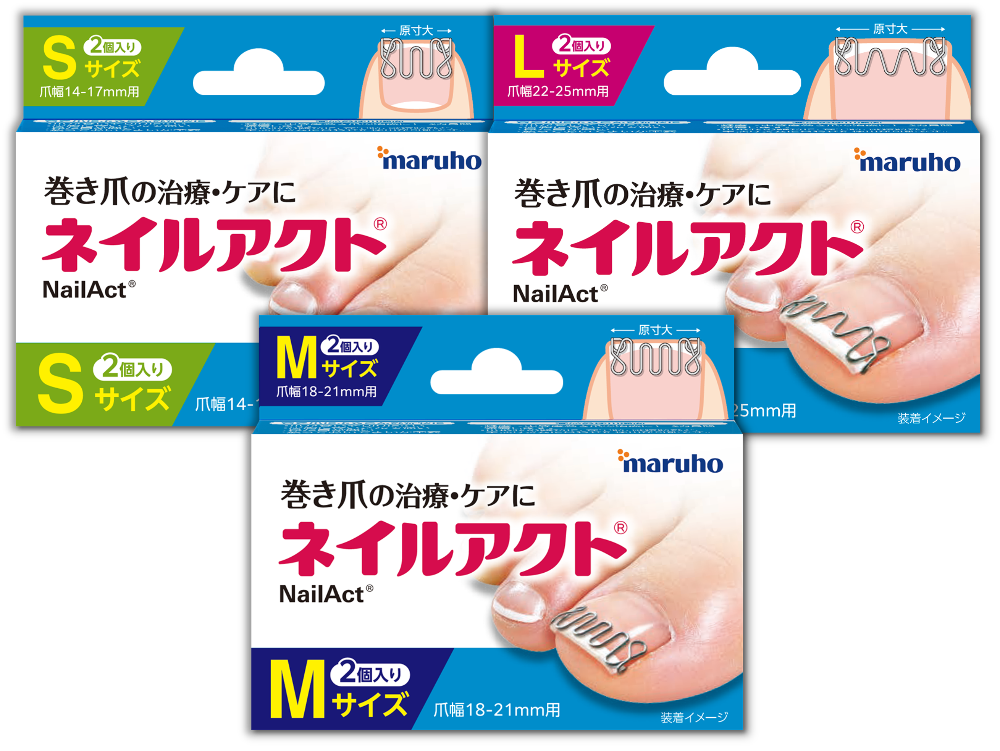 S 2個入り
サイズ
爪幅14-17mm用
原寸大
maruho
巻き爪の治療・ケアに
ネイルアクト®
NailAct®
S 2個入り
サイズ
爪幅14-
L 2個入り
サイズ
爪幅22-25mm用
原寸大
maruho
巻き爪の治療・ケアに
ネイルアクト®
NailAct®
25mm用
装着イメージ
M 2個入り
サイズ
爪幅18-21mm用
原寸大
maruho
巻き爪の治療・ケアに
ネイルアクト®
NailAct®
M 2個入り
サイズ
爪幅18-21mm用
装着イメージ